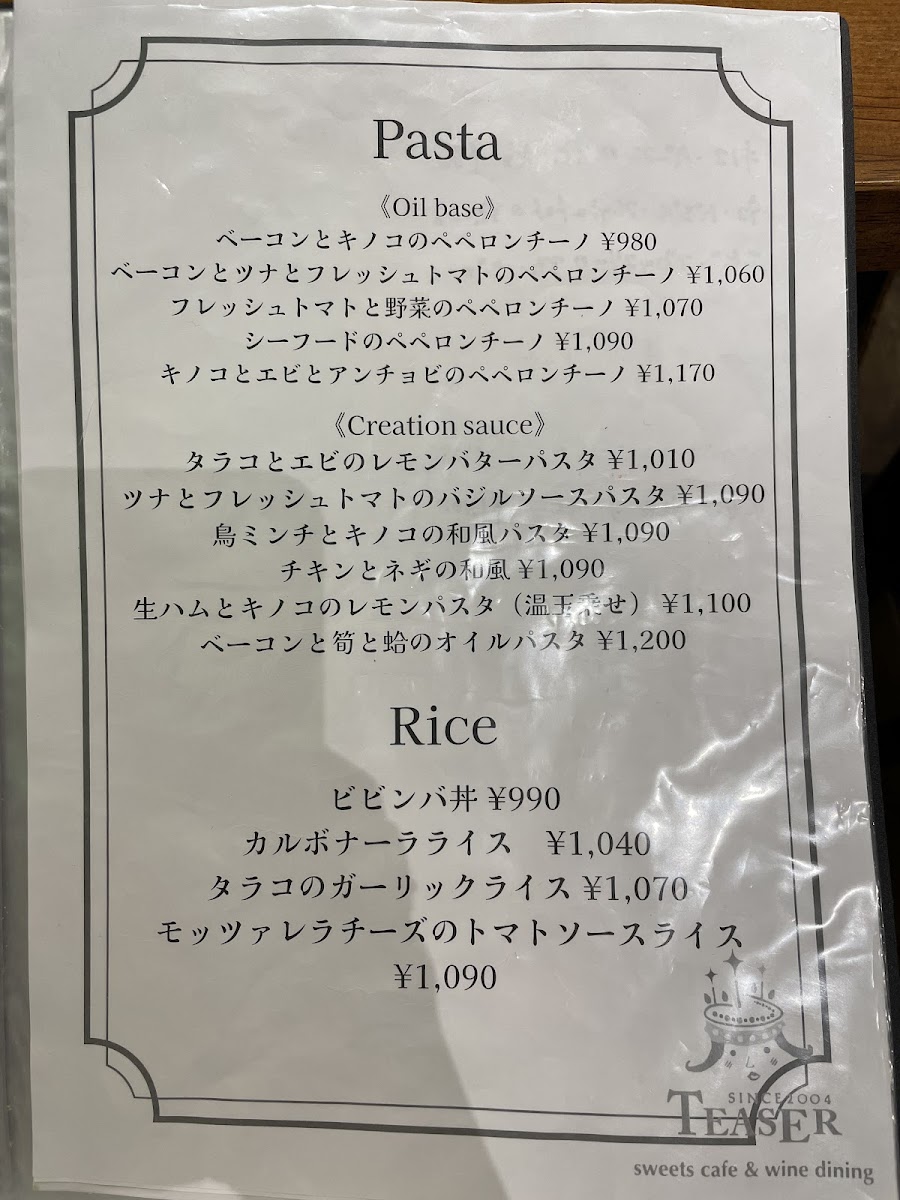 Pasta
《Oil base》
ベーコンとキノコのペペロンチーノ ¥980
ベーコンとツナとフレッシュトマトのペペロンチーノ ¥1,060
フレッシュトマトと野菜のペペロンチーノ ¥1,070
シーフードのペペロンチーノ ¥1,090
キノコとエビとアンチョビのペペロンチーノ ¥1,170
《Creation sauce》
タラコとエビのレモンバターパスタ ¥1,010
ツナとフレッシュトマトのバジルソースパスタ ¥1,090
鳥ミンチとキノコの和風パスタ ¥1,090
チキンとネギの和風 ¥1,090
生ハムとキノコのレモンパスタ（温玉乗せ） ¥1,100
ベーコンと筍と蛤のオイルパスタ ¥1,200
Rice
ビビンバ丼 ¥990
カルボナーラライス　¥1,040
タラコのガーリックライス ¥1,070
モッツァレラチーズのトマトソースライス
¥1,090
SINCE2004
TEASER
sweets cafe & wine dining